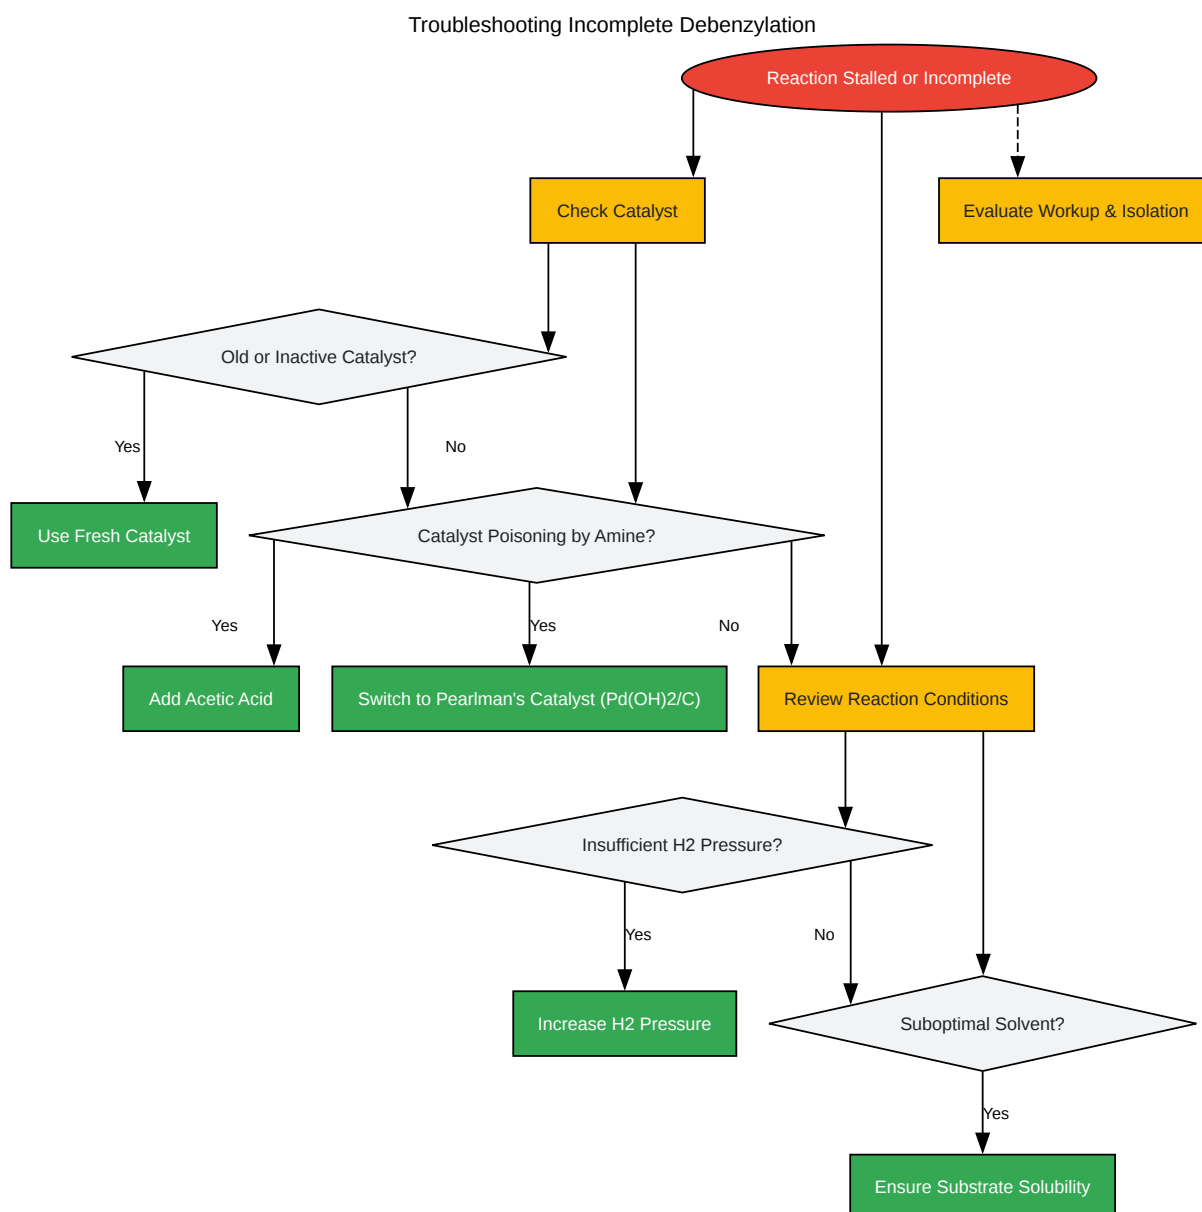 Troubleshooting Incomplete Debenzylation
Reaction Stalled or Incomplete
Check Catalyst
Evaluate Workup & Isolation
Old or Inactive Catalyst?
Yes
No
Use Fresh Catalyst
Catalyst Poisoning by Amine?
Yes
Yes
No
Add Acetic Acid
Switch to Pearlman's Catalyst (Pd(OH)2/C)
Review Reaction Conditions
Insufficient H2 Pressure?
Yes
No
Increase H2 Pressure
Suboptimal Solvent?
Yes
Ensure Substrate Solubility